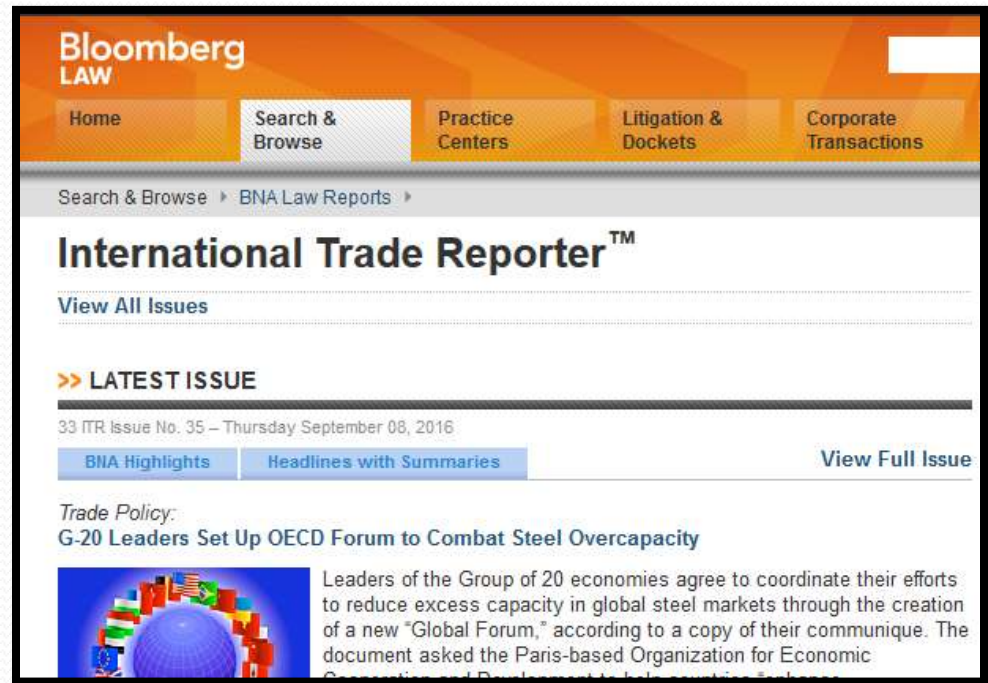 Bloomberg
LAW
Home
Search &
Browse
Practice
Centers
Litigation &
Dockets
Corporate
Transactions
Search & Browse BNA Law Reports
International Trade Reporter™
View All Issues
>> LATEST ISSUE
33 ITR Issue No. 35 – Thursday September 08, 2016
BNA Highlights Headlines with Summaries View Full Issue
Trade Policy:
G-20 Leaders Set Up OECD Forum to Combat Steel Overcapacity
Leaders of the Group of 20 economies agree to coordinate their efforts
to reduce excess capacity in global steel markets through the creation
of a new “Global Forum,” according to a copy of their communique. The
document asked the Paris-based Organization for Economic